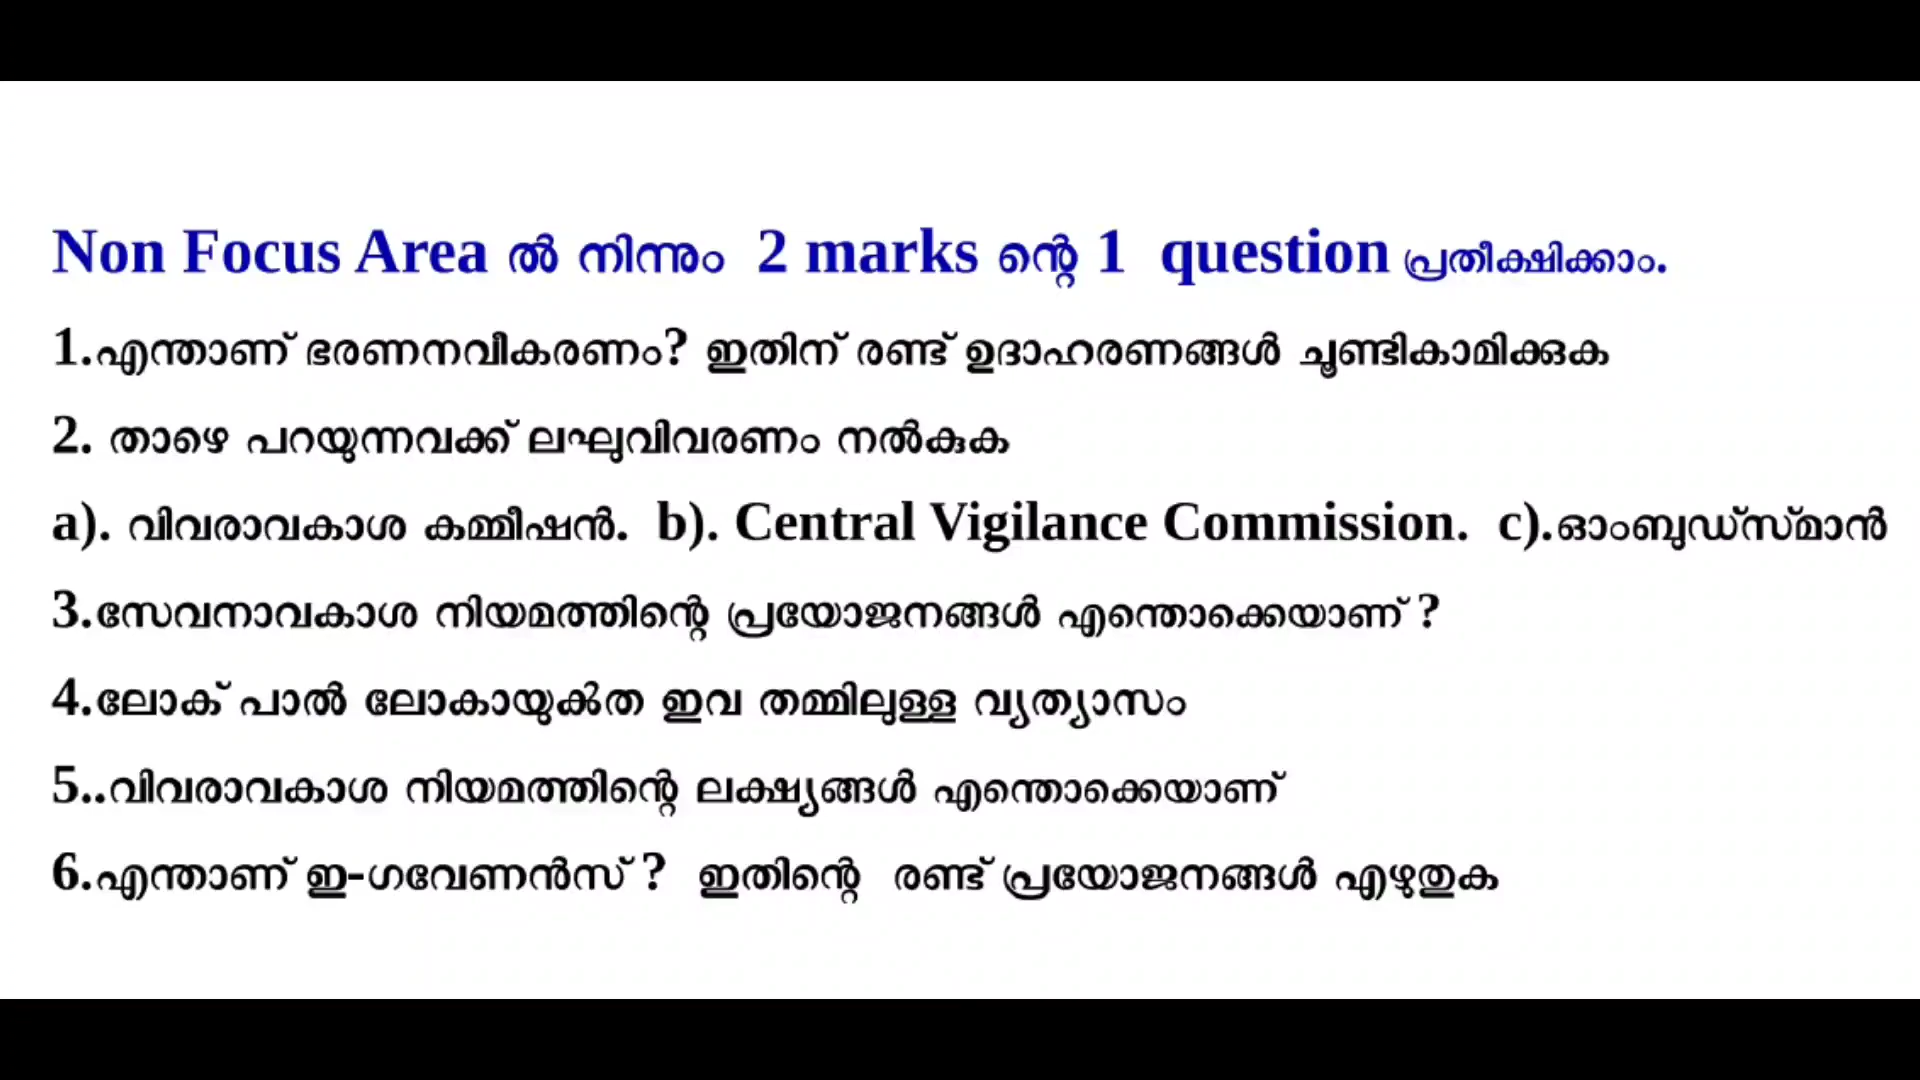 Non Focus Area ൽ നിന്നും 2 marks ന്റെ 1 question പ്രതീക്ഷിക്കാം.
1.എന്താണ് ഭരണനവീകരണം? ഇതിന് രണ്ട് ഉദാഹരണങ്ങൾ ചൂണ്ടികാമിക്കുക
2. താഴെ പറയുന്നവക്ക് ലഘുവിവരണം നൽകുക
a). വിവരാവകാശ കമ്മീഷൻ. b). Central Vigilance Commission. c).ഓംബുഡ്സ്മാൻ
3.സേവനാവകാശ നിയമത്തിന്റെ പ്രയോജനങ്ങൾ എന്തൊക്കെയാണ് ?
4.ലോക് പാൽ ലോകായുക്ത ഇവ തമ്മിലുള്ള വ്യത്യാസം
5..വിവരാവകാശ നിയമത്തിന്റെ ലക്ഷ്യങ്ങൾ എന്തൊക്കെയാണ്
6.എന്താണ് ഇ-ഗവേണൻസ് ? ഇതിന്റെ രണ്ട് പ്രയോജനങ്ങൾ എഴുതുക